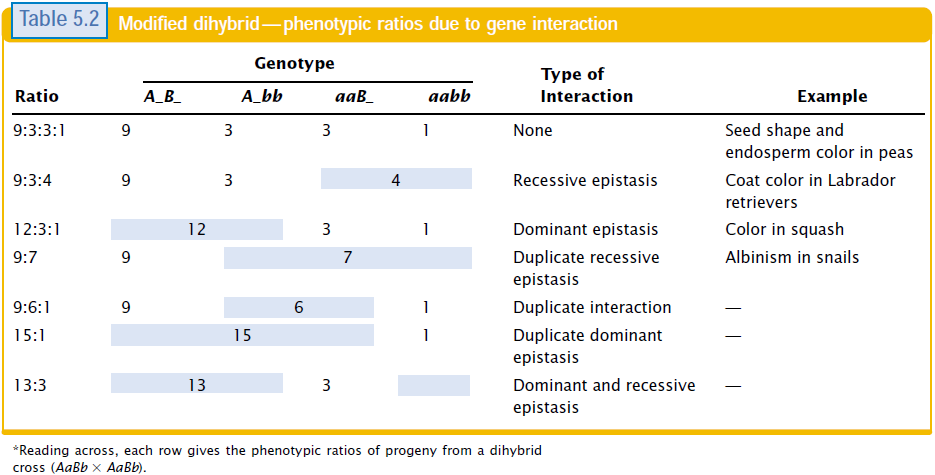 Table 5.2 Modified dihybrid—phenotypic ratios due to gene interaction
Genotype
Type of
Ratio A_B_ A_bb aaB_ aabb Interaction Example
9:3:3:1 9 3 3 1 None Seed shape and
endosperm color in peas
9:3:4 9 3 4 Recessive epistasis Coat color in Labrador
retrievers
12:3:1 12 3 1 Dominant epistasis Color in squash
9:7 9 7 Duplicate recessive Albinism in snails
epistasis
9:6:1 9 6 1 Duplicate interaction —
15:1 15 1 Duplicate dominant —
epistasis
13:3 13 3 Dominant and recessive —
epistasis
*Reading across, each row gives the phenotypic ratios of progeny from a dihybrid
cross (AaBb × AaBb).